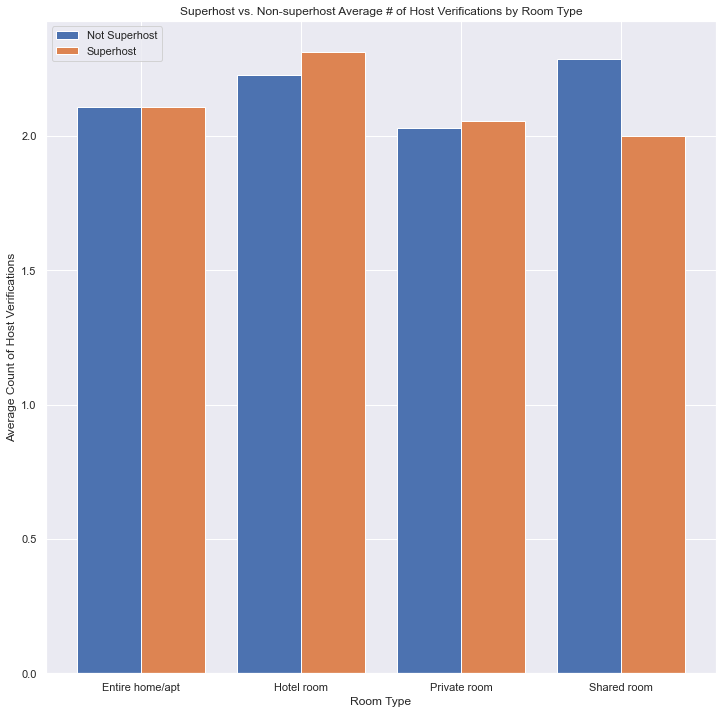 Superhost vs. Non-superhost Average # of Host Verifications by Room Type
Not Superhost
Superhost
Average Count of Host Verifications
2.0
1.5
1.0
0.5
0.0
Entire home/apt
Hotel room
Private room
Shared room
Room Type